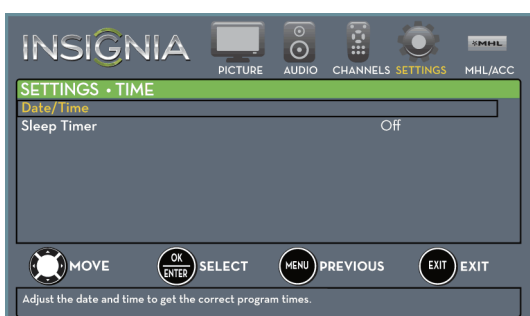 INSIGNIA
PICTURE AUDIO CHANNELS SETTINGS MHL/ACC
MHL
SETTINGS • TIME
Date/Time
Sleep Timer Off
MOVE OK ENTER SELECT MENU PREVIOUS EXIT EXIT
Adjust the date and time to get the correct program times.